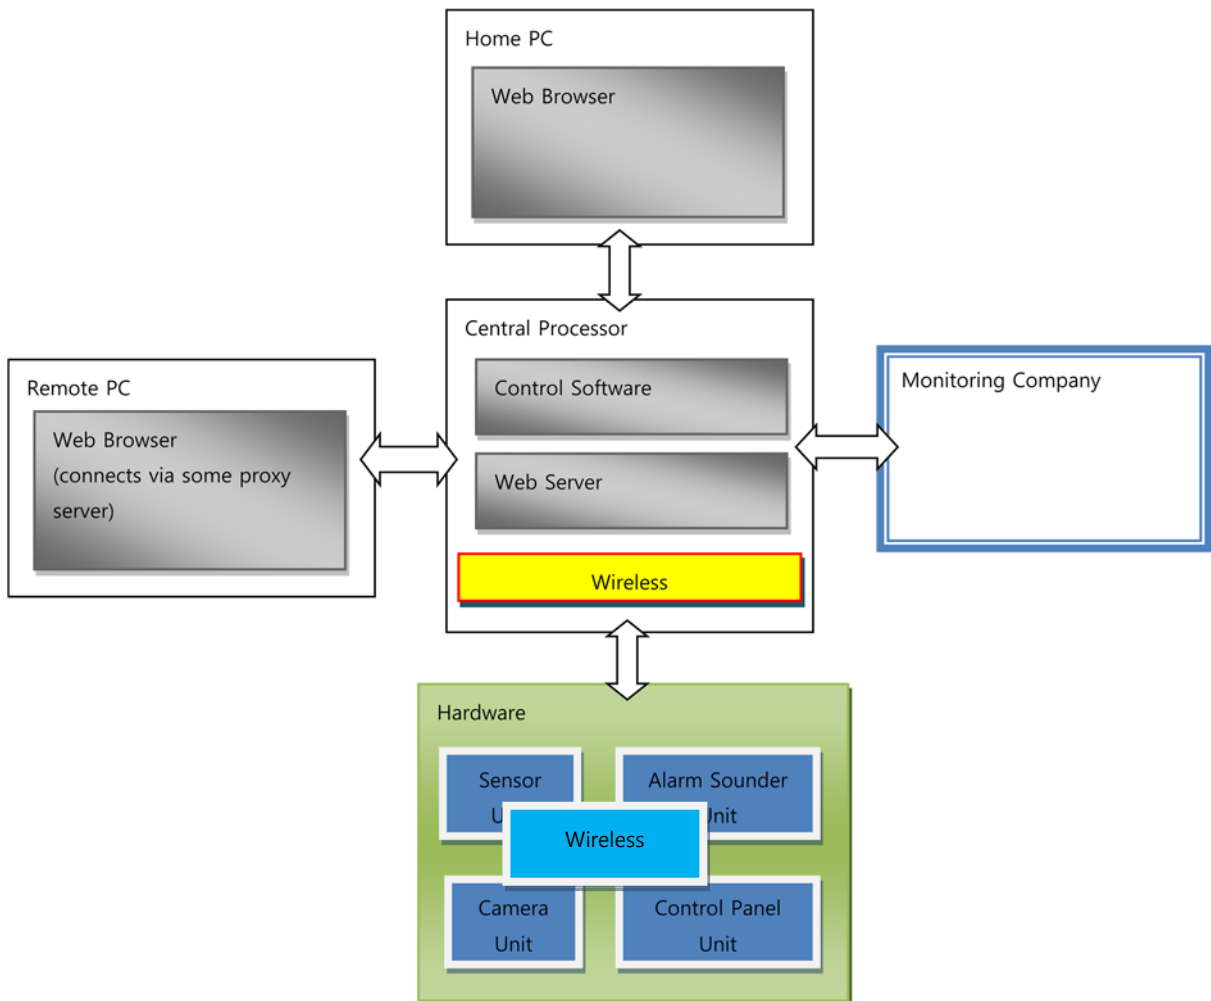 Home PC
Web Browser
Central Processor
Control Software
Web Server
Wireless
Remote PC
Web Browser
(connects via some proxy
server)
Monitoring Company
Hardware
Sensor
Alarm Sounder
Wireless
Camera
Unit
Control Panel
Unit